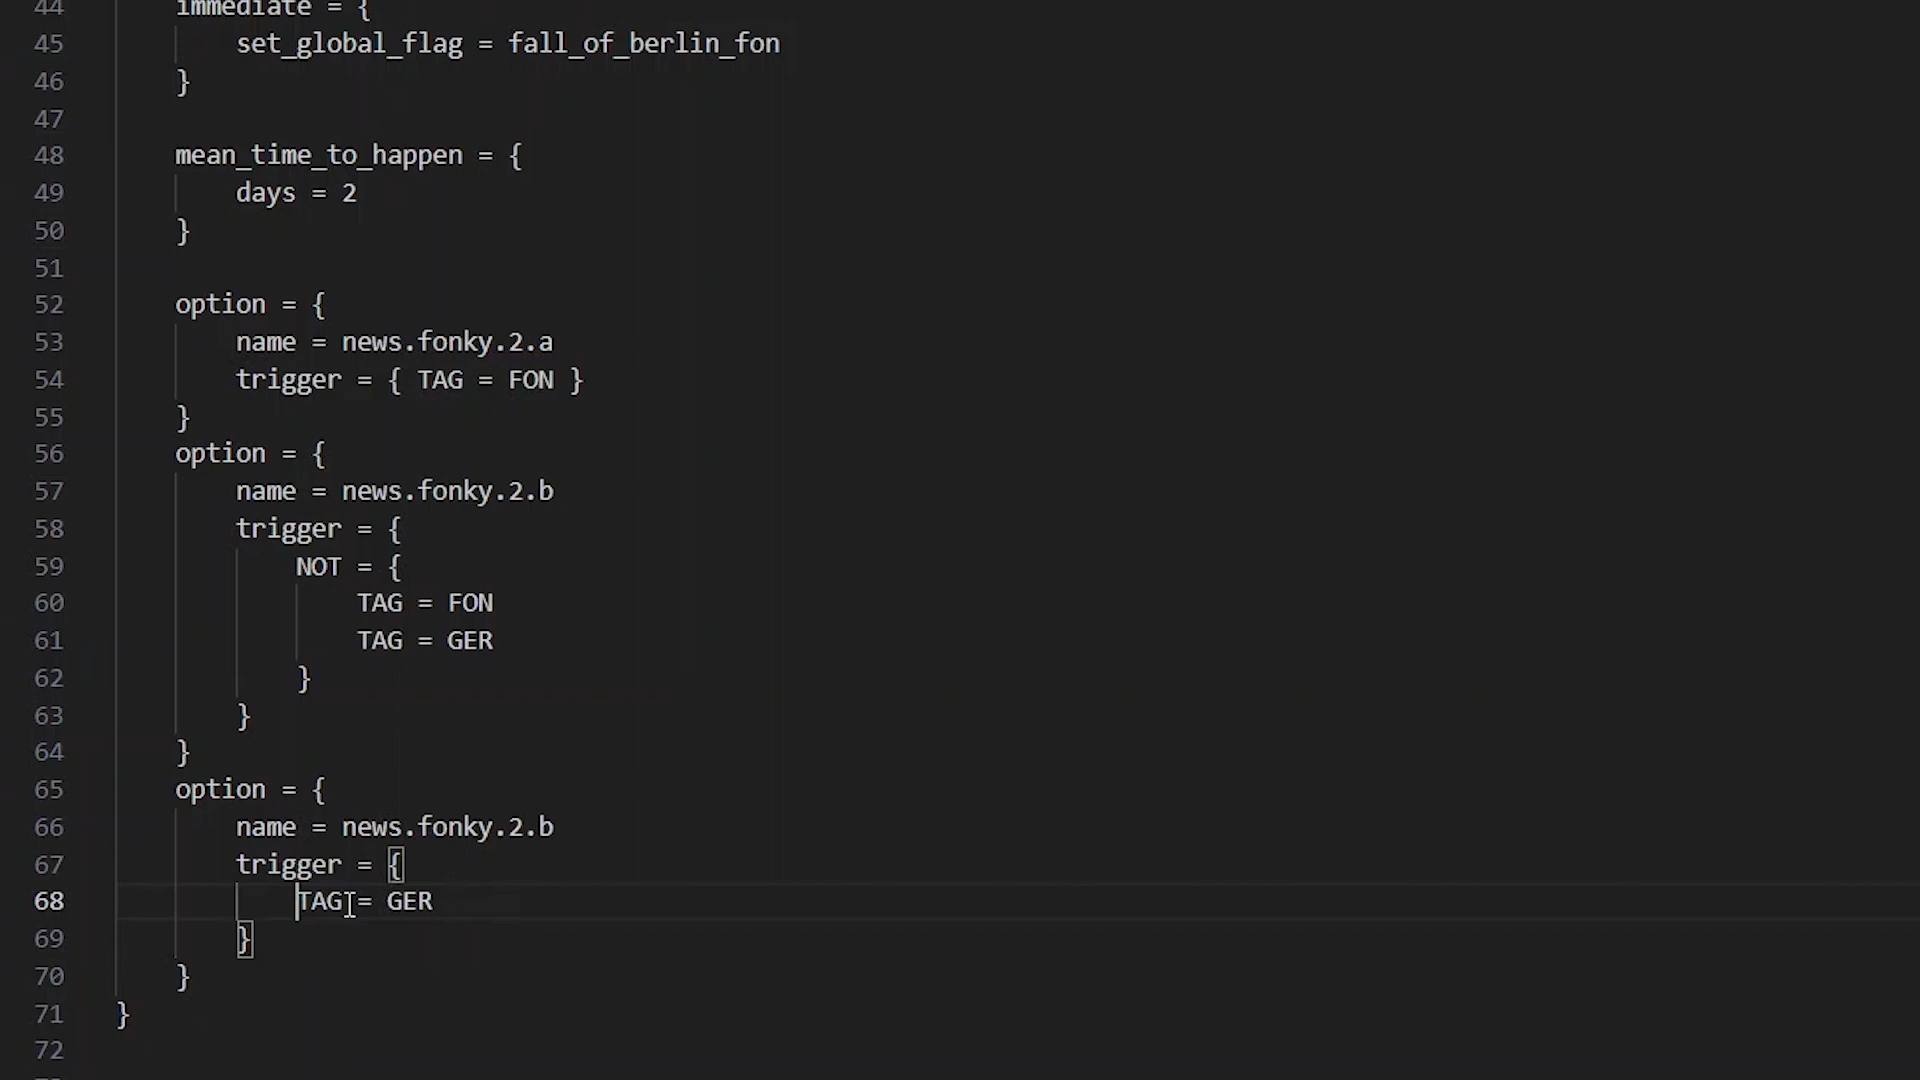 44 immediate = {
45 set_global_flag = fall_of_berlin_fon
46 }
47
48 mean_time_to_happen = {
49 days = 2
50 }
51
52 option = {
53 name = news.fonky.2.a
54 trigger = { TAG = FON }
55 }
56 option = {
57 name = news.fonky.2.b
58 trigger = {
59 NOT = {
60 TAG = FON
61 TAG = GER
62 }
63 }
64 }
65 option = {
66 name = news.fonky.2.b
67 trigger = {
68 TAG = GER
69 }
70 }
71 }
72